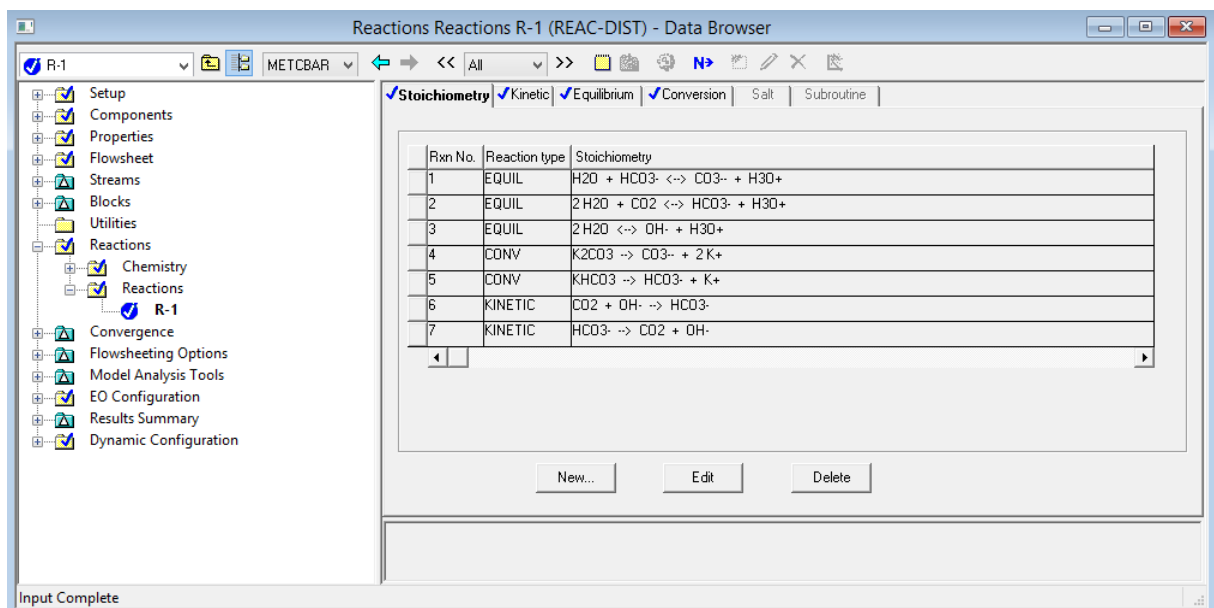 Reactions Reactions R-1 (REAC-DIST) - Data Browser
R-1 METCBAR << All >> N>
Setup
Components
Properties
Flowsheet
Streams
Blocks
Utilities
Reactions
Chemistry
Reactions
R-1
Convergence
Flowsheeting Options
Model Analysis Tools
EO Configuration
Results Summary
Dynamic Configuration
Stoichiometry Kinetic Equilibrium Conversion Salt Subroutine
Rxn No. Reaction type Stoichiometry
1 EQUIL H2O + HCO3- <--> CO3-- + H3O+
2 EQUIL 2 H2O + CO2 <--> HCO3- + H3O+
3 EQUIL 2 H2O <--> OH- + H3O+
4 CONV K2CO3 --> CO3-- + 2 K+
5 CONV KHCO3 --> HCO3- + K+
6 KINETIC CO2 + OH- --> HCO3-
7 KINETIC HCO3- --> CO2 + OH-
New... Edit Delete
Input Complete